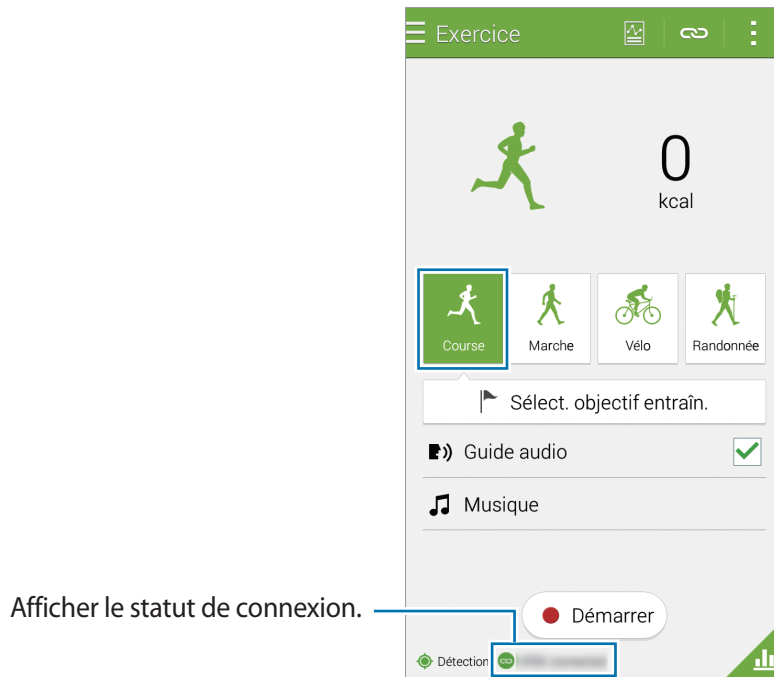 Exercice
0
kcal
Course
Marche
Vélo
Randonnée
Sélect. objectif entraîn.
Guide audio
Musique
Afficher le statut de connexion.
Démarrer
Détection